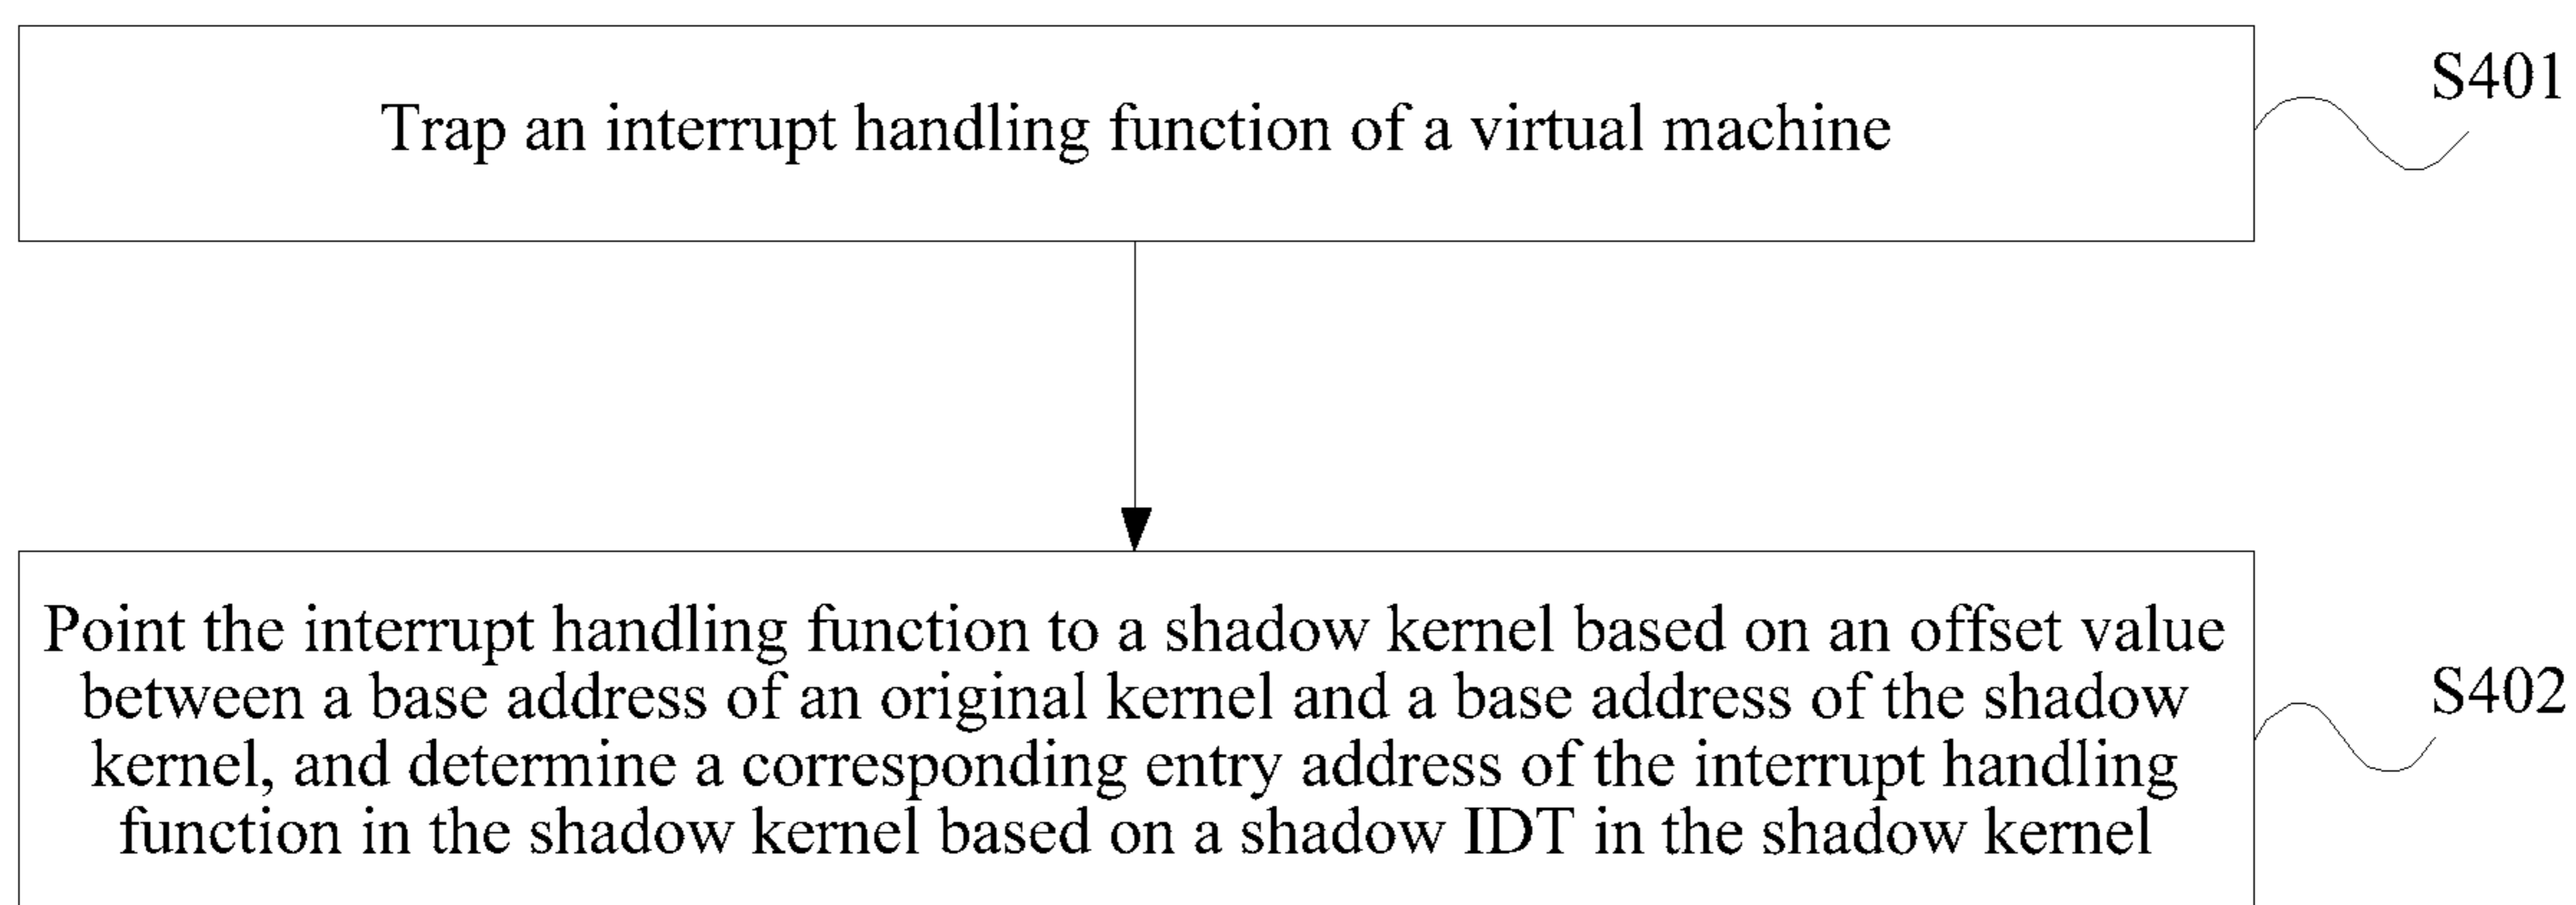 Trap an interrupt handling function of a virtual machine
S401
Point the interrupt handling function to a shadow kernel based on an offset value
between a base address of an original kernel and a base address of the shadow
kernel, and determine a corresponding entry address of the interrupt handling
function in the shadow kernel based on a shadow IDT in the shadow kernel
S402